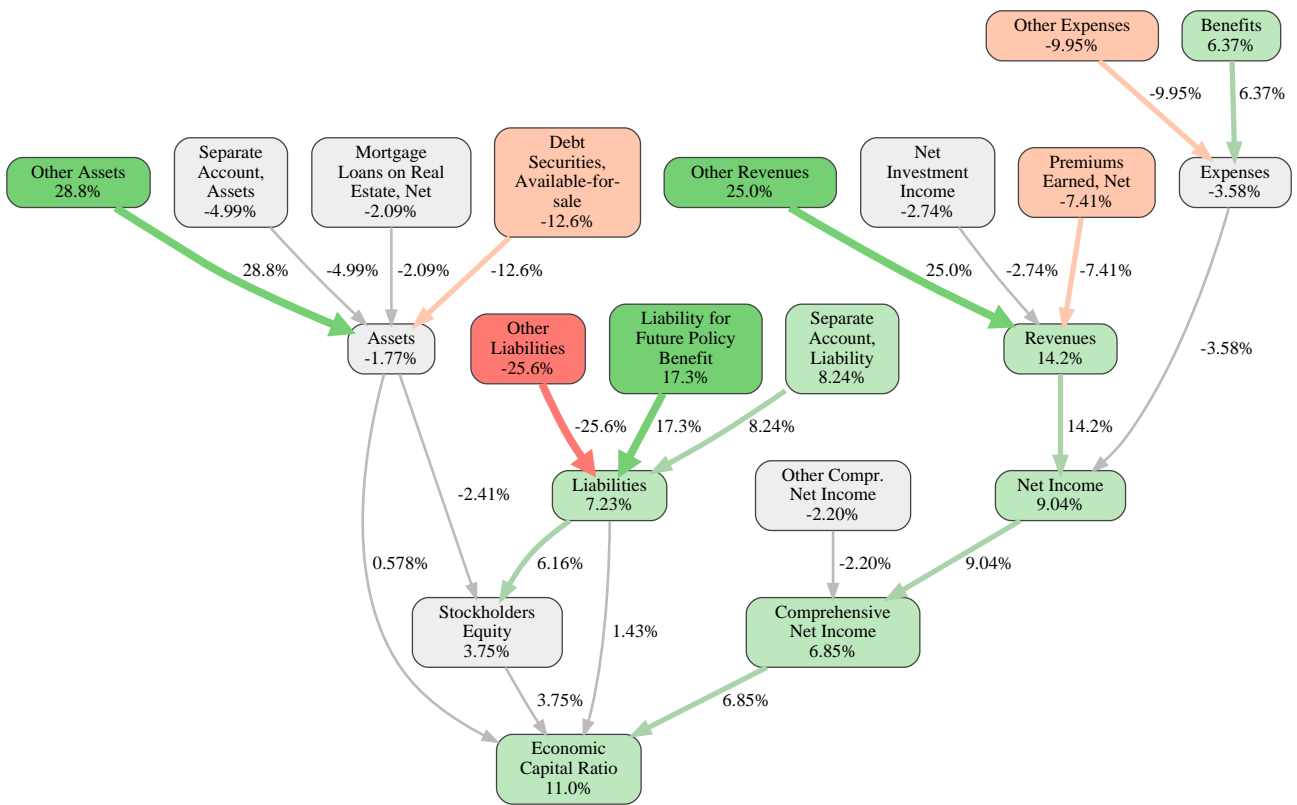 Other Expenses
-9.95%
Benefits
6.37%
-9.95%
6.37%
Other Assets
28.8%
Separate
Account,
Assets
-4.99%
Mortgage
Loans on Real
Estate, Net
-2.09%
Debt
Securities,
Available-for-
sale
-12.6%
Other Revenues
25.0%
Net
Investment
Income
-2.74%
Premiums
Earned, Net
-7.41%
Expenses
-3.58%
28.8%
-4.99%
-2.09%
-12.6%
25.0%
-2.74%
-7.41%
Assets
-1.77%
Other
Liabilities
-25.6%
Liability for
Future Policy
Benefit
17.3%
Separate
Account,
Liability
8.24%
Revenues
14.2%
-3.58%
-25.6%
17.3%
8.24%
14.2%
-2.41%
Liabilities
7.23%
Other Compr.
Net Income
-2.20%
Net Income
9.04%
0.578%
6.16%
-2.20%
9.04%
Stockholders
Equity
3.75%
1.43%
Comprehensive
Net Income
6.85%
3.75%
6.85%
Economic
Capital Ratio
11.0%